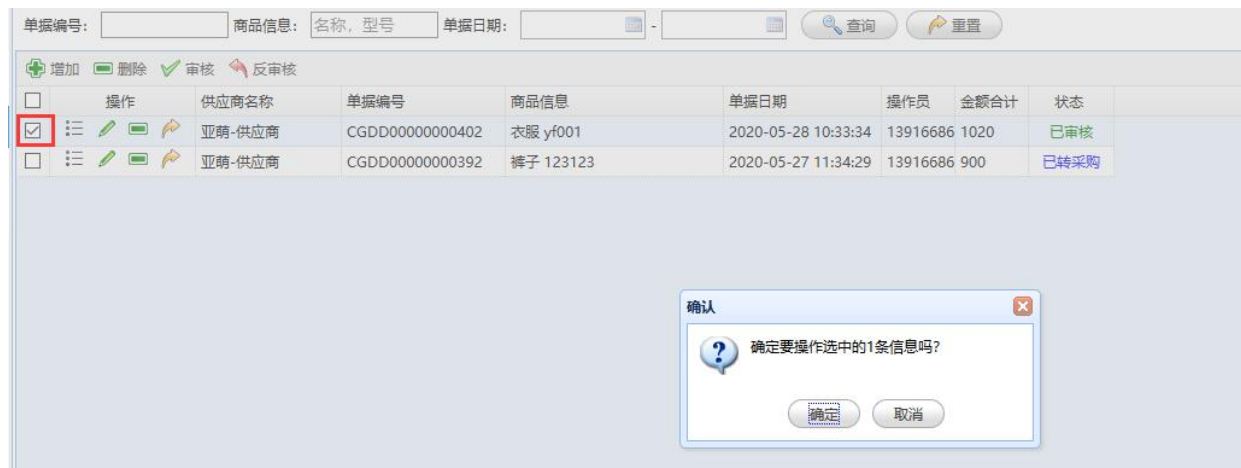 单据编号: 商品信息: 名称，型号 单据日期: - 查询 重置
增加 删除 审核 反审核
操作 供应商名称 单据编号 商品信息 单据日期 操作员 金额合计 状态
亚萌-供应商 CGDD00000000402 衣服 yf001 2020-05-28 10:33:34 13916686 1020 已审核
亚萌-供应商 CGDD00000000392 裤子 123123 2020-05-27 11:34:29 13916686 900 已转采购
确认
确定要操作选中的1条信息吗?
确定 取消